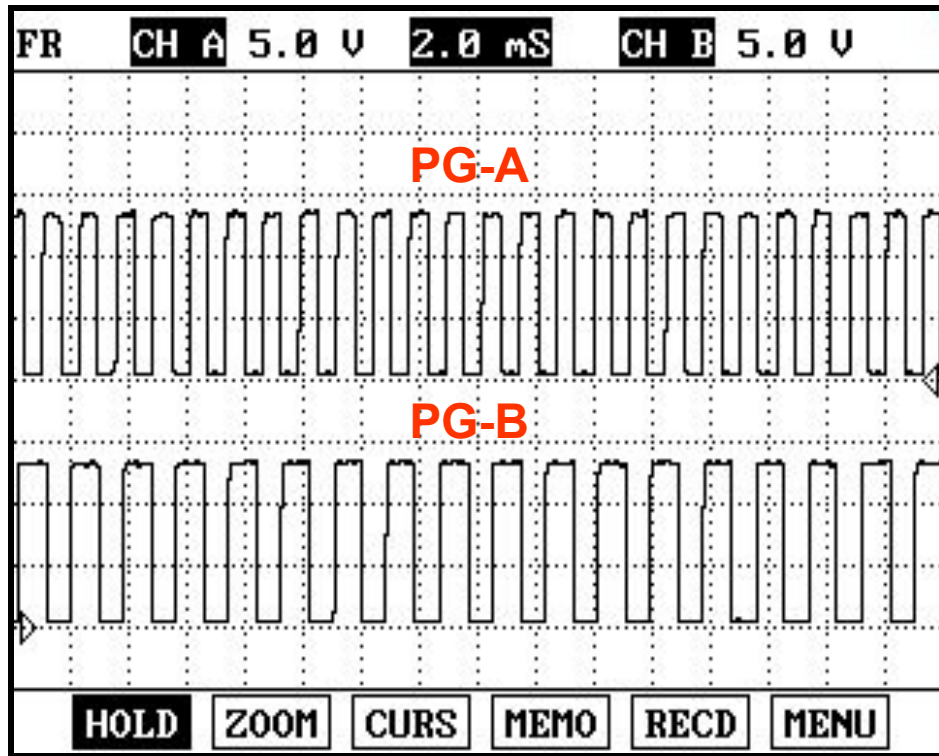 FR CH A 5.0 V 2.0 mS CH B 5.0 V
PG-A
PG-B
HOLD ZOOM CURS MEMO RECD MENU